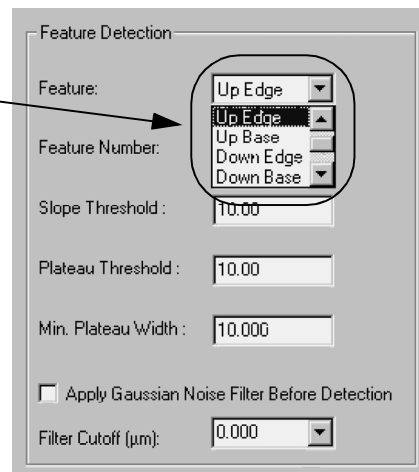 Feature Detection
Feature: Up Edge
Up Edge
Up Base
Feature Number:
Down Edge
Down Base
Slope Threshold : 10.00
Plateau Threshold : 10.00
Min. Plateau Width : 10.000
Apply Gaussian Noise Filter Before Detection
Filter Cutoff (µm): 0.000